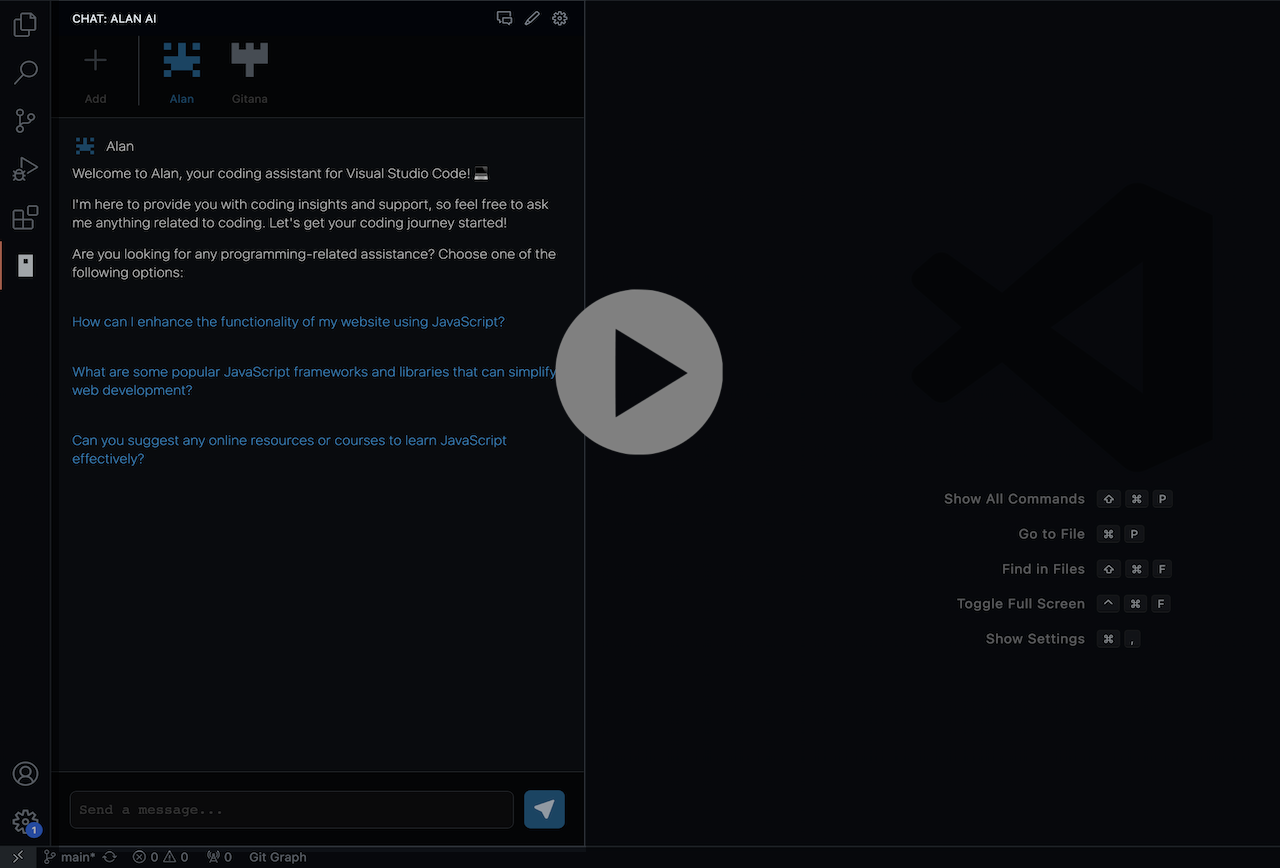 CHAT: ALAN AI
Add
Alan
Gitana
Alan
Welcome to Alan, your coding assistant for Visual Studio Code! 💻
I'm here to provide you with coding insights and support, so feel free to ask
me anything related to coding. Let's get your coding journey started!
Are you looking for any programming-related assistance? Choose one of the
following options:
How can I enhance the functionality of my website using JavaScript?
What are some popular JavaScript frameworks and libraries that can simplify
web development?
Can you suggest any online resources or courses to learn JavaScript
effectively?
Show All Commands ⇧ ⌘ P
Go to File ⌘ P
Find in Files ⇧ ⌘ F
Toggle Full Screen ^ ⌘ F
Show Settings ⌘ ,
Send a message...
1
main* 0 0 0 Git Graph